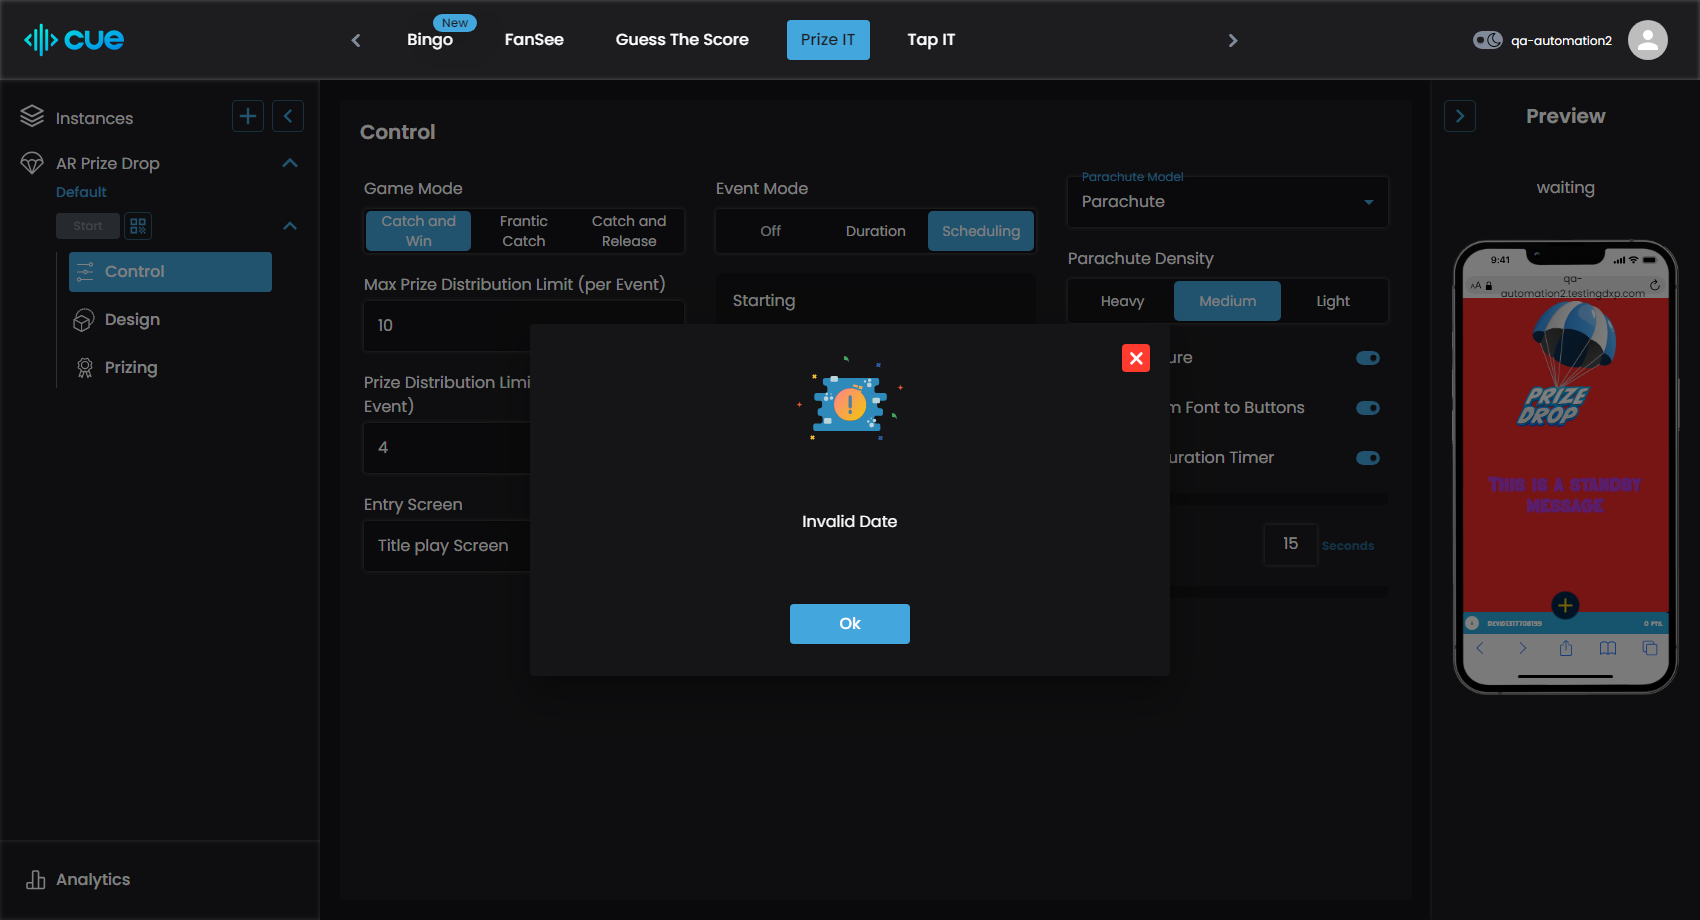 cue
New
Bingo
FanSee
Guess The Score
Prize IT
Tap IT
qa-automation2
Instances
AR Prize Drop
Default
Start
Control
Design
Prizing
Analytics
Control
Game Mode
Catch and Win
Frantic Catch
Catch and Release
Max Prize Distribution Limit (per Event)
10
Prize Distribution Limi
Event)
4
Entry Screen
Title play Screen
Event Mode
Off
Duration
Scheduling
Starting
Parachute Model
Parachute
Parachute Density
Heavy
Medium
Light
ure
m Font to Buttons
uration Timer
15
Seconds
Invalid Date
Ok
Preview
waiting
9:41
AA
qa-
automation2.testingdxp.com
PRIZE
DROP
THIS IS A STANDBY
MESSAGE
0 PTS.